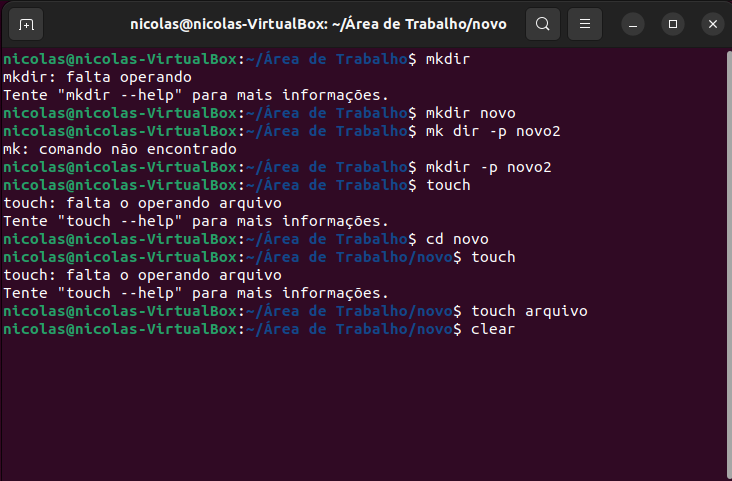 nicolas@nicolas-VirtualBox: ~/Área de Trabalho/novo
nicolas@nicolas-VirtualBox:~/Área de Trabalho$ mkdir
mkdir: falta operando
Tente "mkdir --help" para mais informações.
nicolas@nicolas-VirtualBox:~/Área de Trabalho$ mkdir novo
nicolas@nicolas-VirtualBox:~/Área de Trabalho$ mk dir -p novo2
mk: comando não encontrado
nicolas@nicolas-VirtualBox:~/Área de Trabalho$ mkdir -p novo2
nicolas@nicolas-VirtualBox:~/Área de Trabalho$ touch
touch: falta o operando arquivo
Tente "touch --help" para mais informações.
nicolas@nicolas-VirtualBox:~/Área de Trabalho$ cd novo
nicolas@nicolas-VirtualBox:~/Área de Trabalho/novo$ touch
touch: falta o operando arquivo
Tente "touch --help" para mais informações.
nicolas@nicolas-VirtualBox:~/Área de Trabalho/novo$ touch arquivo
nicolas@nicolas-VirtualBox:~/Área de Trabalho/novo$ clear